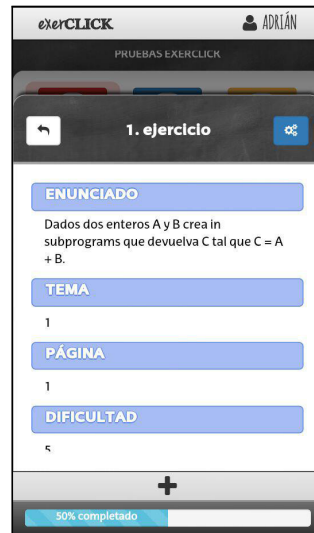 exerCLICK ADRIÁN
PRUEBAS EXERCLICK
1. ejercicio
ENUNCIADO
Dados dos enteros A y B crea in
subprograms que devuelva C tal que C = A
+ B.
TEMA
1
PÁGINA
1
DIFICULTAD
5
+
50% completado